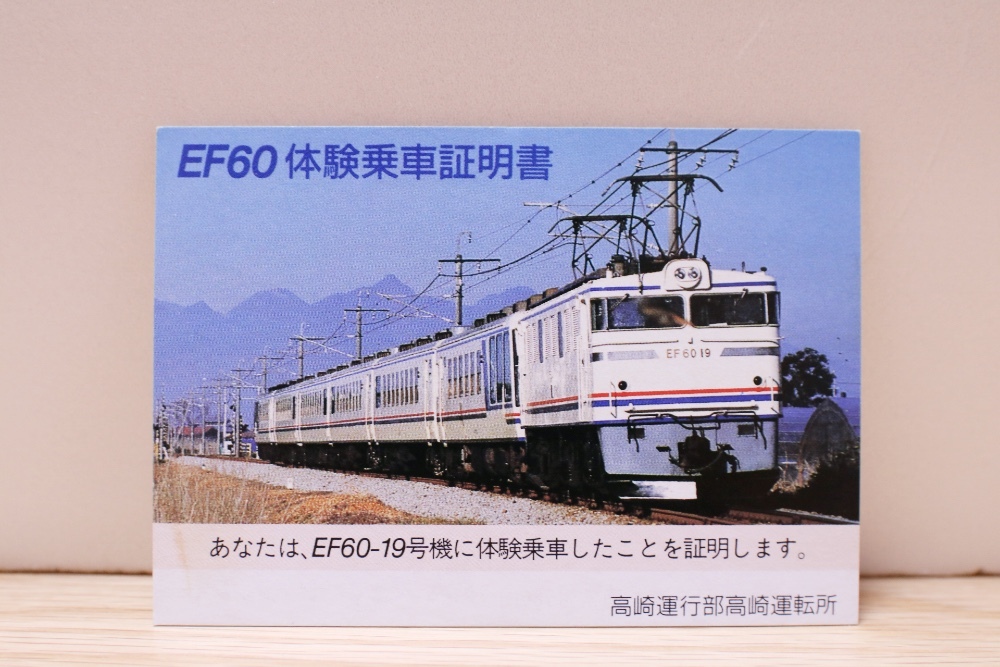 EF60 体験乗車証明書
EF60 19
あなたは、EF60-19号機に体験乗車したことを証明します。
高崎運行部高崎運転所